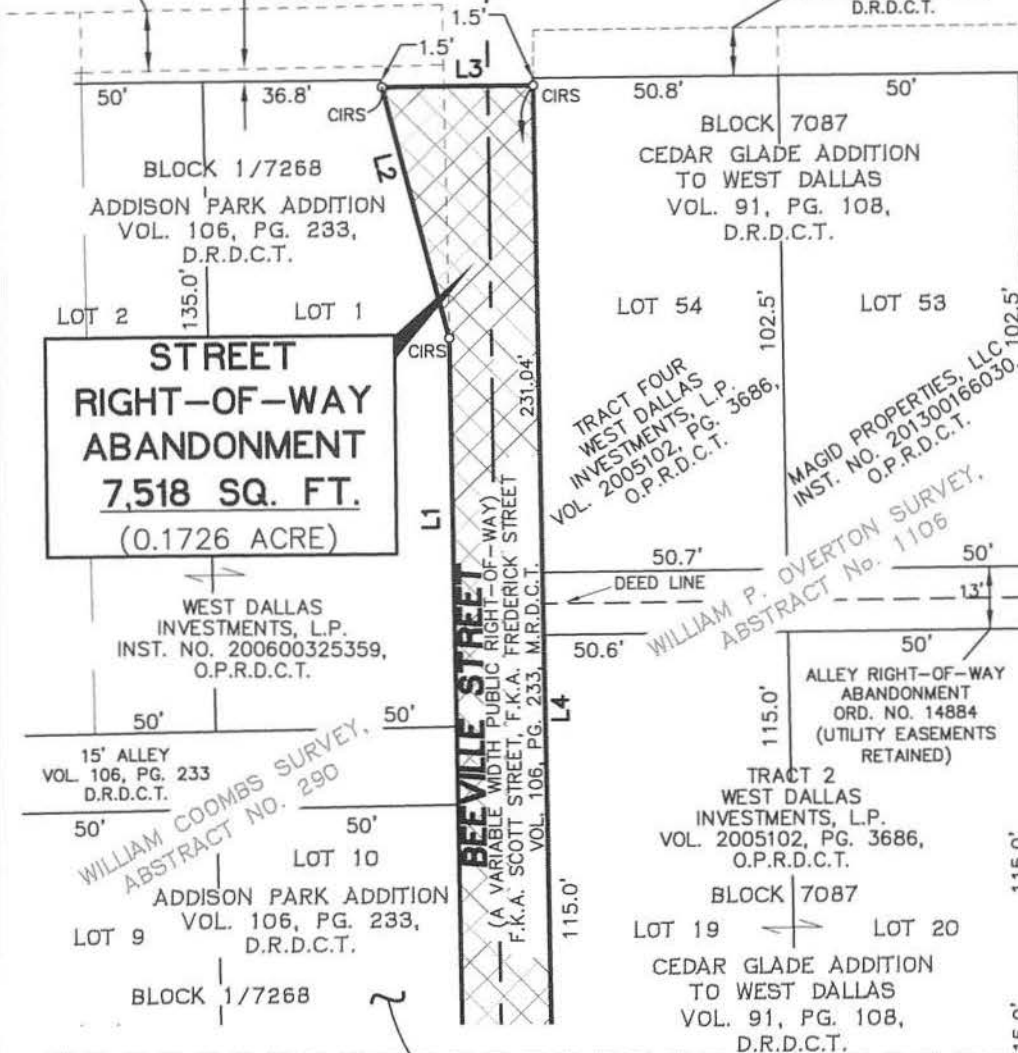 D.R.D.C.T.
1.5'
1.5'
L3
50'
36.8'
CIRS
CIRS
50.8'
50'
BLOCK 1/7268
ADDISON PARK ADDITION
VOL. 106, PG. 233,
D.R.D.C.T.
L2
BLOCK 7087
CEDAR GLADE ADDITION
TO WEST DALLAS
VOL. 91, PG. 108,
D.R.D.C.T.
135.0'
LOT 2
LOT 1
LOT 54
LOT 53
102.5'
102.5'
CIRS
STREET
RIGHT-OF-WAY
ABANDONMENT
7,518 SQ. FT.
(0.1726 ACRE)
231.04'
TRACT FOUR
WEST DALLAS
INVESTMENTS, L.P.
VOL. 2005102, PG. 3686,
O.P.R.D.C.T.
MAGID PROPERTIES, LLC
INST. NO. 201300166030,
O.P.R.D.C.T.
L1
WILLIAM P. OVERTON SURVEY,
ABSTRACT No. 1106
50.7'
50'
DEED LINE
13'
50.6'
50'
WEST DALLAS
INVESTMENTS, L.P.
INST. NO. 200600325359,
O.P.R.D.C.T.
BEEVILLE STREET
(A VARIABLE WIDTH PUBLIC RIGHT-OF-WAY)
F.K.A. SCOTT STREET, F.K.A. FREDERICK STREET
VOL. 106, PG. 233, M.R.D.C.T.
L4
ALLEY RIGHT-OF-WAY
ABANDONMENT
ORD. NO. 14884
(UTILITY EASEMENTS
RETAINED)
50'
50'
15' ALLEY
VOL. 106, PG. 233
D.R.D.C.T.
50'
50'
WILLIAM COOMBS SURVEY,
ABSTRACT NO. 290
115.0'
TRACT 2
WEST DALLAS
INVESTMENTS, L.P.
VOL. 2005102, PG. 3686,
O.P.R.D.C.T.
115.0'
LOT 10
ADDISON PARK ADDITION
VOL. 106, PG. 233,
D.R.D.C.T.
LOT 9
BLOCK 1/7268
115.0'
BLOCK 7087
LOT 19
LOT 20
CEDAR GLADE ADDITION
TO WEST DALLAS
VOL. 91, PG. 108,
D.R.D.C.T.